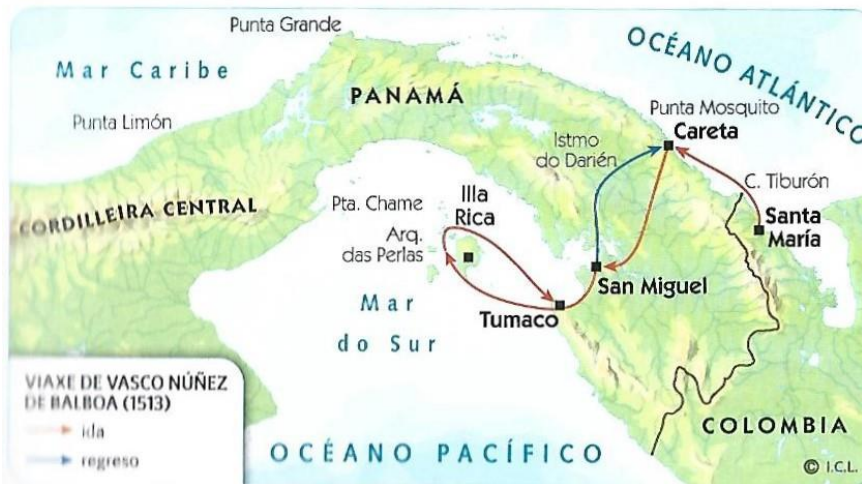 Punta Grande
OCÉANO ATLÁNTICO
Mar Caribe
PANAMÁ
Punta Mosquito
Careta
Punta Limón
Istmo
do Darién
C. Tiburón
Pta. Chame
Illa
Rica
CORDILLEIRA CENTRAL
Santa
María
Arq.
das Perlas
San Miguel
Mar
do Sur
Tumaco
VIAXE DE VASCO NÚÑEZ
DE BALBOA (1513)
ida
regreso
COLOMBIA
OCÉANO PACÍFICO
© I.C.L.